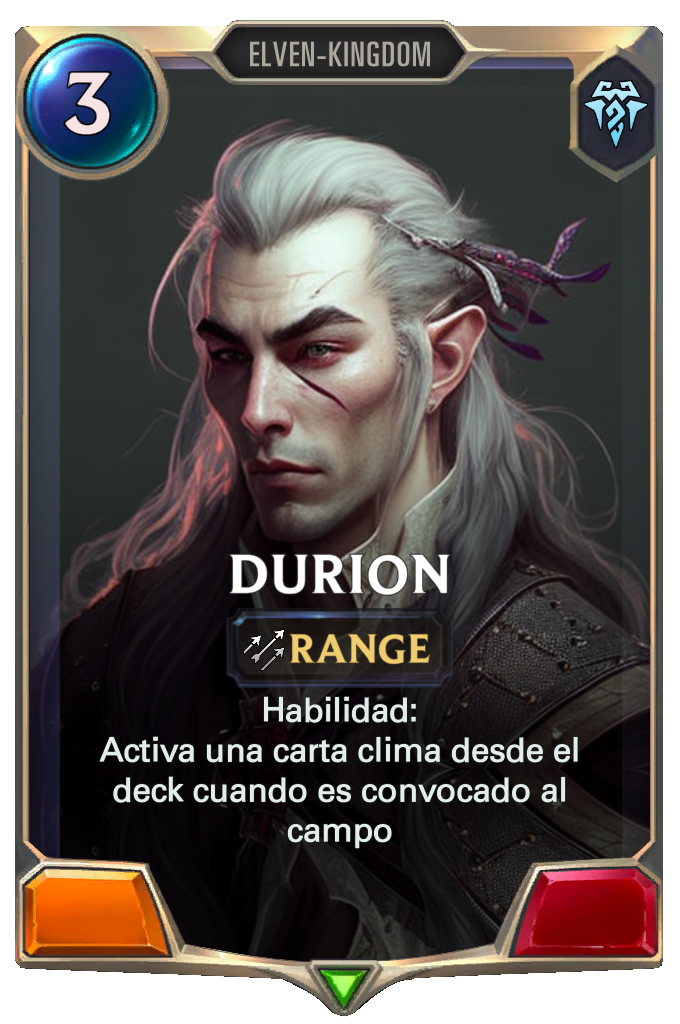 ELVEN-KINGDOM
3
DURION
RANGE
Habilidad:
Activa una carta clima desde el
deck cuando es convocado al
campo